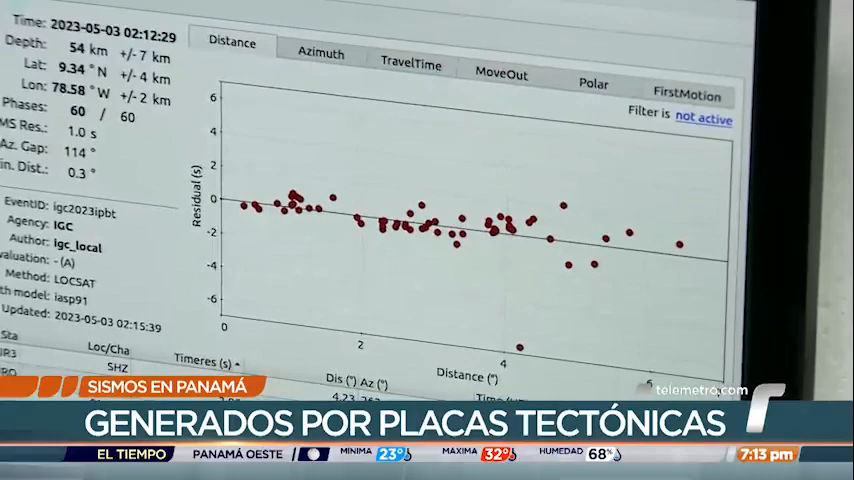 Time: 2023-05-03 02:12:29
Depth: 54 km +/- 7 km
Lat: 9.34 ° N +/- 4 km
Lon: 78.58 ° W +/- 2 km
Phases: 60 / 60
MS Res.: 1.0 s
Az. Gap: 114 °
in. Dist.: 0.3 °
EventID: igc2023ipbt
Agency: IGC
Author: igc_local
valuation: - (A)
Method: LOCSAT
th model: iasp91
Updated: 2023-05-03 02:15:39
Distance Azimuth TravelTime MoveOut Polar FirstMotion
Filter is not active
Residual (s)
6
4
2
0
-2
-4
-6
0 2 4 6
Distance (°)
Sta Loc/Cha Timeres (s) Dis (°) Az (°)
SHZ
4.23
SISMOS EN PANAMÁ
telemetro.com
GENERADOS POR PLACAS TECTÓNICAS
EL TIEMPO PANAMÁ OESTE MÍNIMA 23° MÁXIMA 32° HUMEDAD 68% 7:13 pm